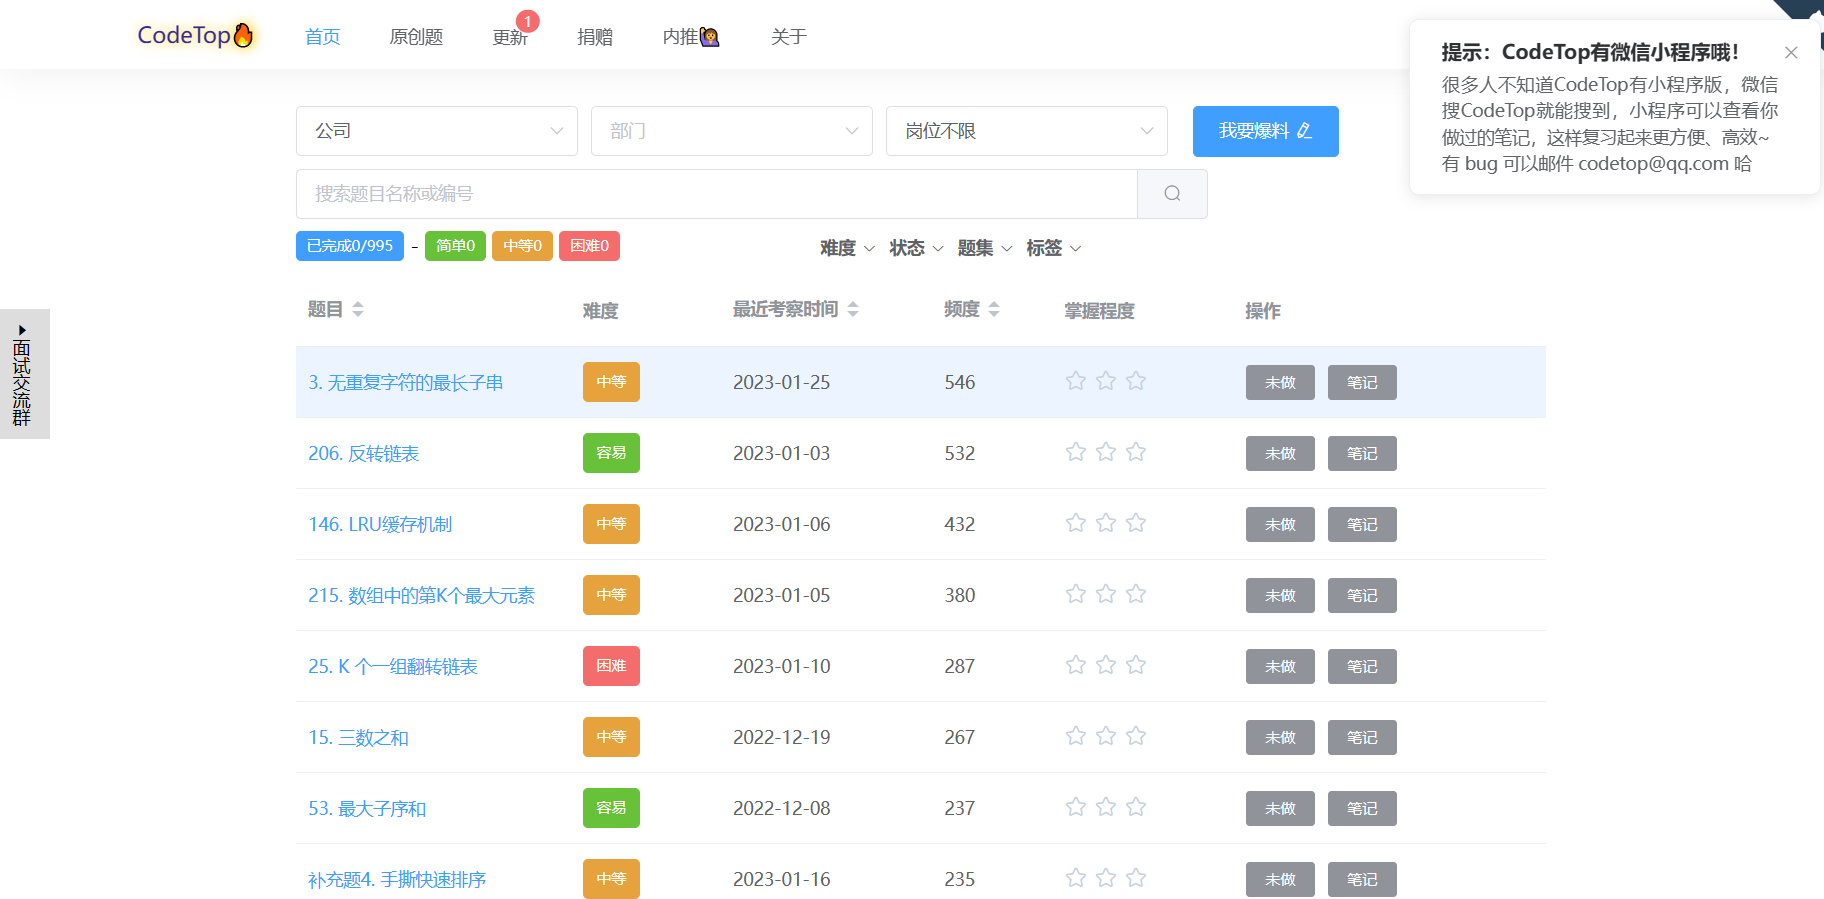 CodeTop
首页
原创题
更新
1
捐赠
内推
关于
提示：CodeTop有微信小程序哦！
很多人不知道CodeTop有小程序版，微信
搜CodeTop就能搜到，小程序可以查看你
做过的笔记，这样复习起来更方便、高效~
有 bug 可以邮件 codetop@qq.com 哈
公司
部门
岗位不限
我要爆料
搜索题目名称或编号
已完成0/995 - 简单0 中等0 困难0
难度 状态 题集 标签
面试交流群
题目 难度 最近考察时间 频度 掌握程度 操作
3. 无重复字符的最长子串 中等 2023-01-25 546 未做 笔记
206. 反转链表 容易 2023-01-03 532 未做 笔记
146. LRU缓存机制 中等 2023-01-06 432 未做 笔记
215. 数组中的第K个最大元素 中等 2023-01-05 380 未做 笔记
25. K 个一组翻转链表 困难 2023-01-10 287 未做 笔记
15. 三数之和 中等 2022-12-19 267 未做 笔记
53. 最大子序和 容易 2022-12-08 237 未做 笔记
补充题4. 手撕快速排序 中等 2023-01-16 235 未做 笔记